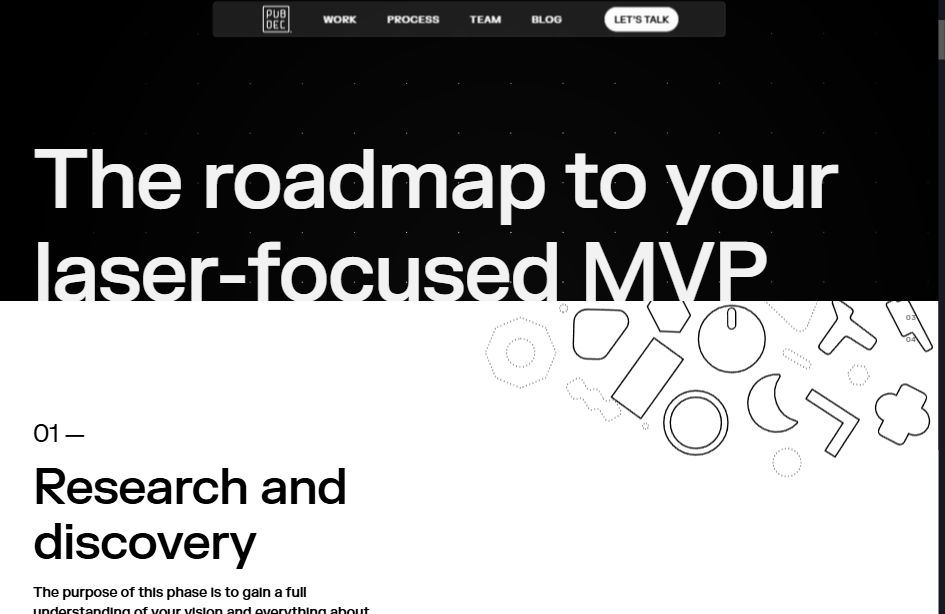 PUB
DEC
WORK
PROCESS
TEAM
BLOG
LET'S TALK
The roadmap to your
laser-focused MVP
03
04
01 —
Research and
discovery
The purpose of this phase is to gain a full
understanding of your vision and everything about